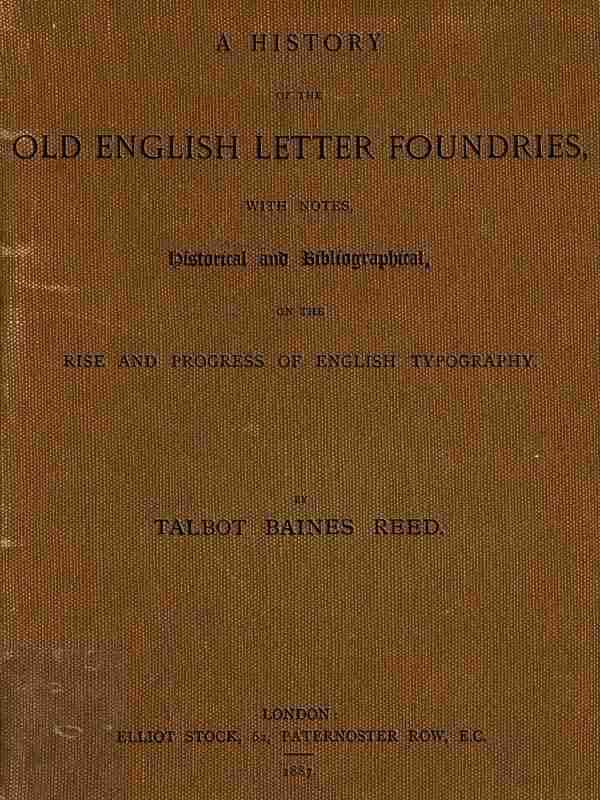 A HISTORY
OF THE
OLD ENGLISH LETTER FOUNDRIES,
WITH NOTES,
Historical and Bibliographical,
ON THE
RISE AND PROGRESS OF ENGLISH TYPOGRAPHY.
BY
TALBOT BAINES REED.
LONDON:
ELLIOT STOCK, 62, PATERNOSTER ROW, E.C.
1887